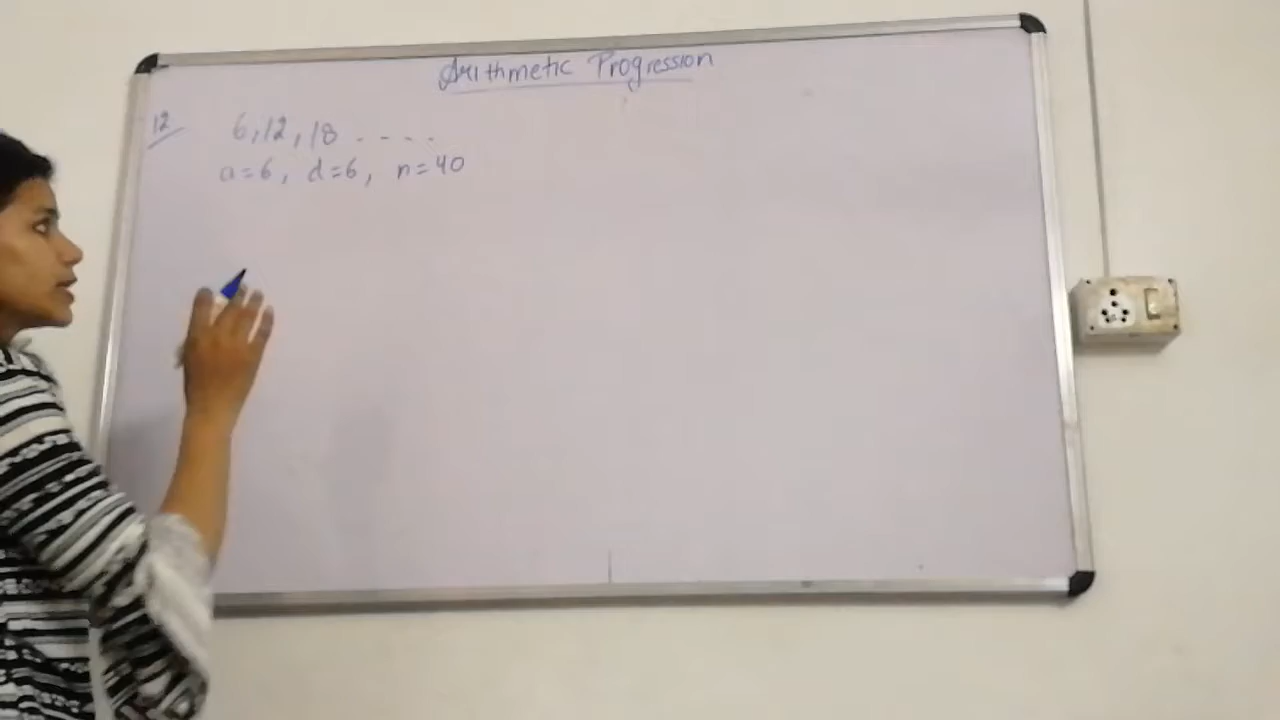 Arithmetic Progression
12 6, 12, 18 - - - -
a = 6, d = 6, n = 40